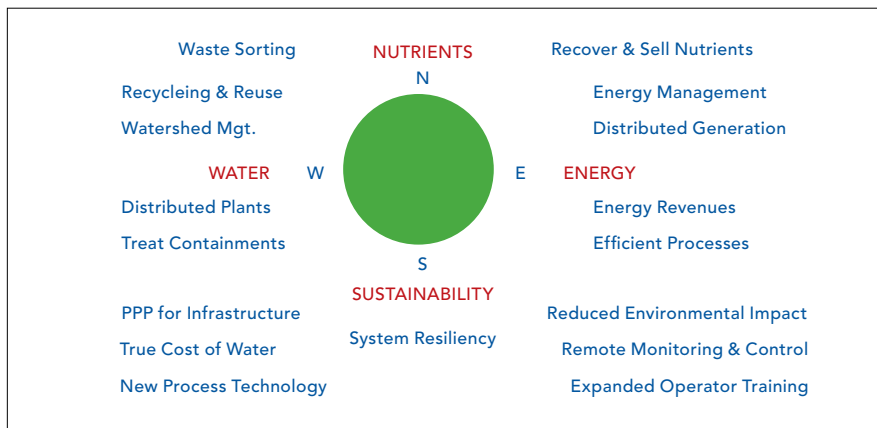 Waste Sorting
NUTRIENTS
Recover & Sell Nutrients
N
Recycleing & Reuse
Energy Management
Watershed Mgt.
Distributed Generation
WATER
W
E
ENERGY
Distributed Plants
Energy Revenues
Treat Containments
Efficient Processes
S
SUSTAINABILITY
PPP for Infrastructure
Reduced Environmental Impact
System Resiliency
True Cost of Water
Remote Monitoring & Control
New Process Technology
Expanded Operator Training